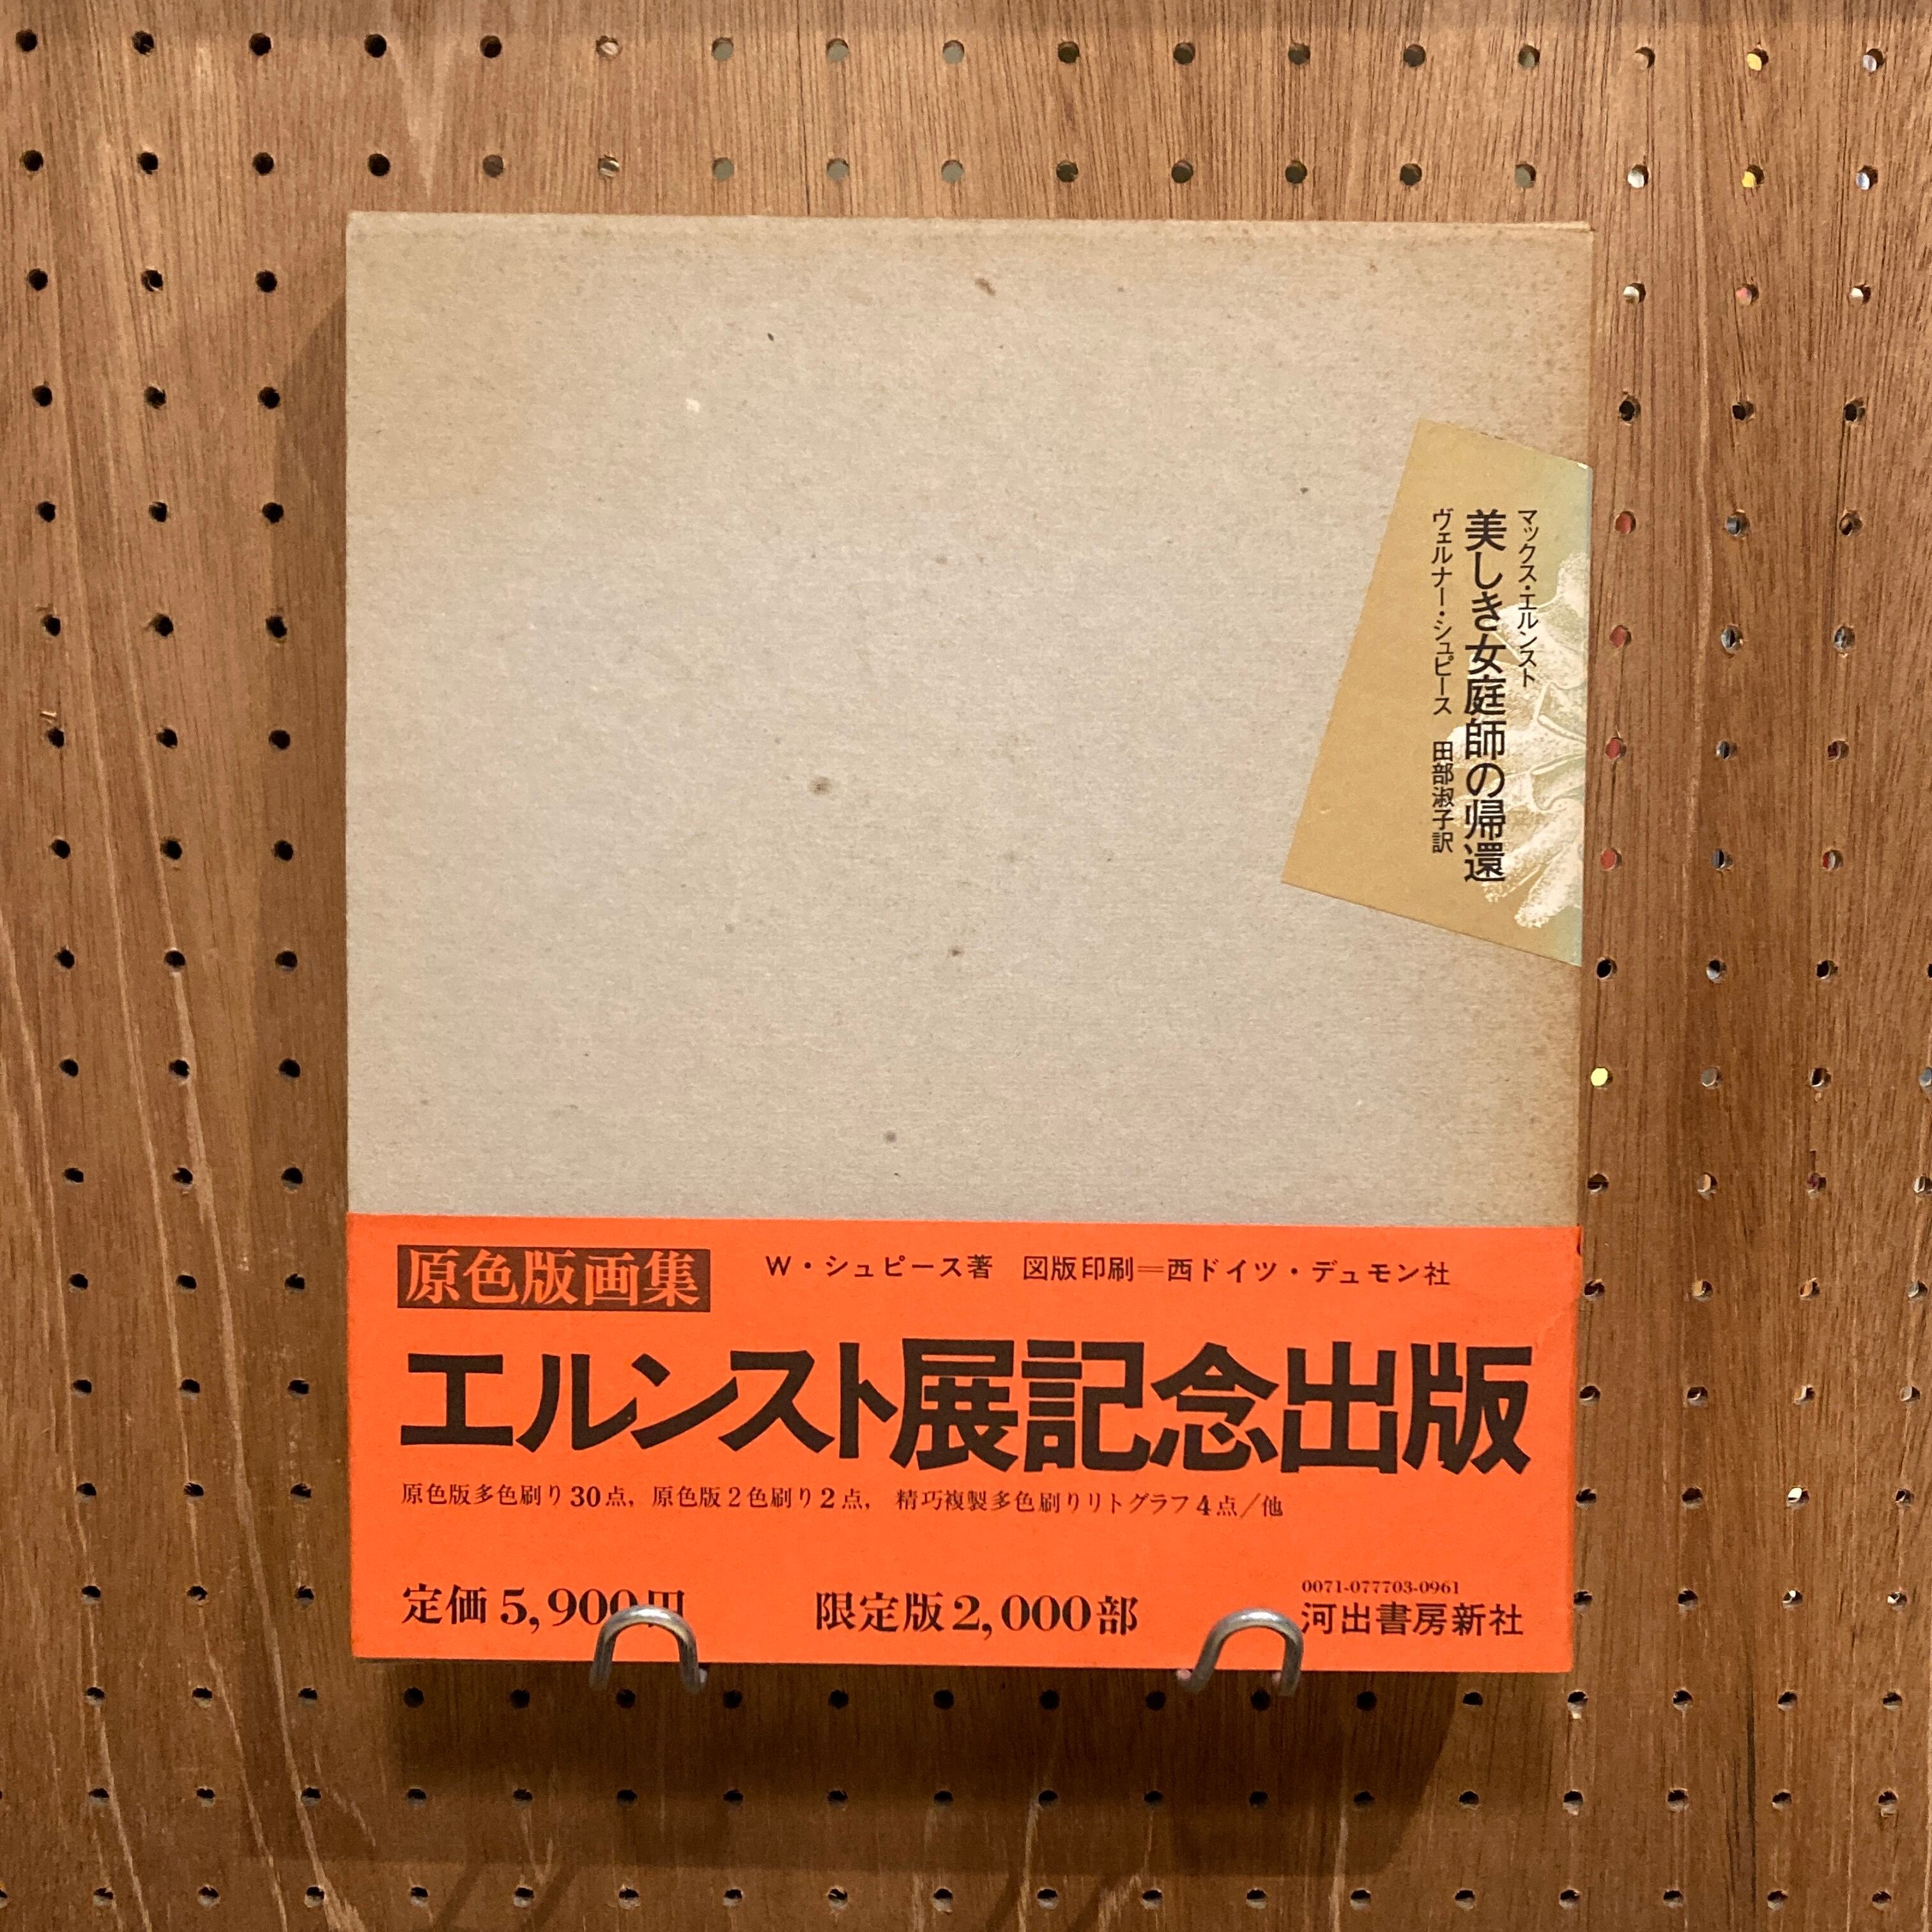 マックス・エルンスト
美しき女庭師の帰還
ヴェルナー・シュピース 田部淑子訳
原色版画集 W・シュピース著 図版印刷＝西ドイツ・デュモン社
エルンスト展記念出版
原色版多色刷り30点, 原色版2色刷り2点, 精巧複製多色刷りリトグラフ4点／他
0071-077703-0961
定価5,900円 限定版2,000部 河出書房新社